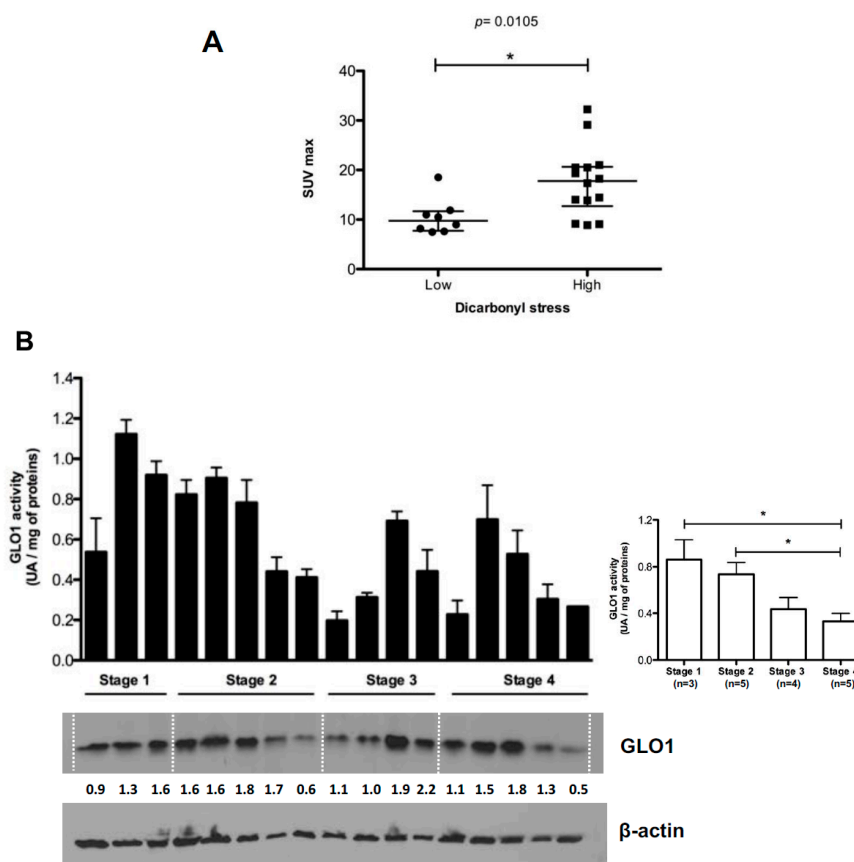 A
p= 0.0105
*
40
30
20
10
0
SUV max
Low High
Dicarbonyl stress
B
1.4
1.2
1.0
0.8
0.6
0.4
0.2
0.0
GLO1 activity
(UA / mg of proteins)
Stage 1 Stage 2 Stage 3 Stage 4
*
*
1.2
0.8
0.4
0.0
GLO1 activity
(UA / mg of proteins)
Stage 1 Stage 2 Stage 3 Stage 4
(n=3) (n=5) (n=4) (n=5)
GLO1
0.9 1.3 1.6 1.6 1.6 1.8 1.7 0.6 1.1 1.0 1.9 2.2 1.1 1.5 1.8 1.3 0.5
β-actin